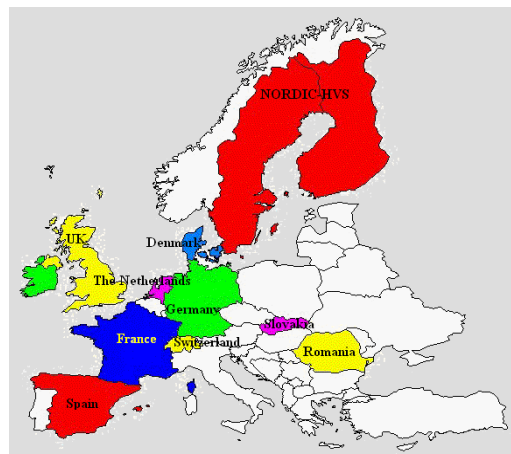 NORDIC-HVS
Denmark
UK
The Netherlands
Germany
Slovakia
France
Switzerland
Romania
Spain